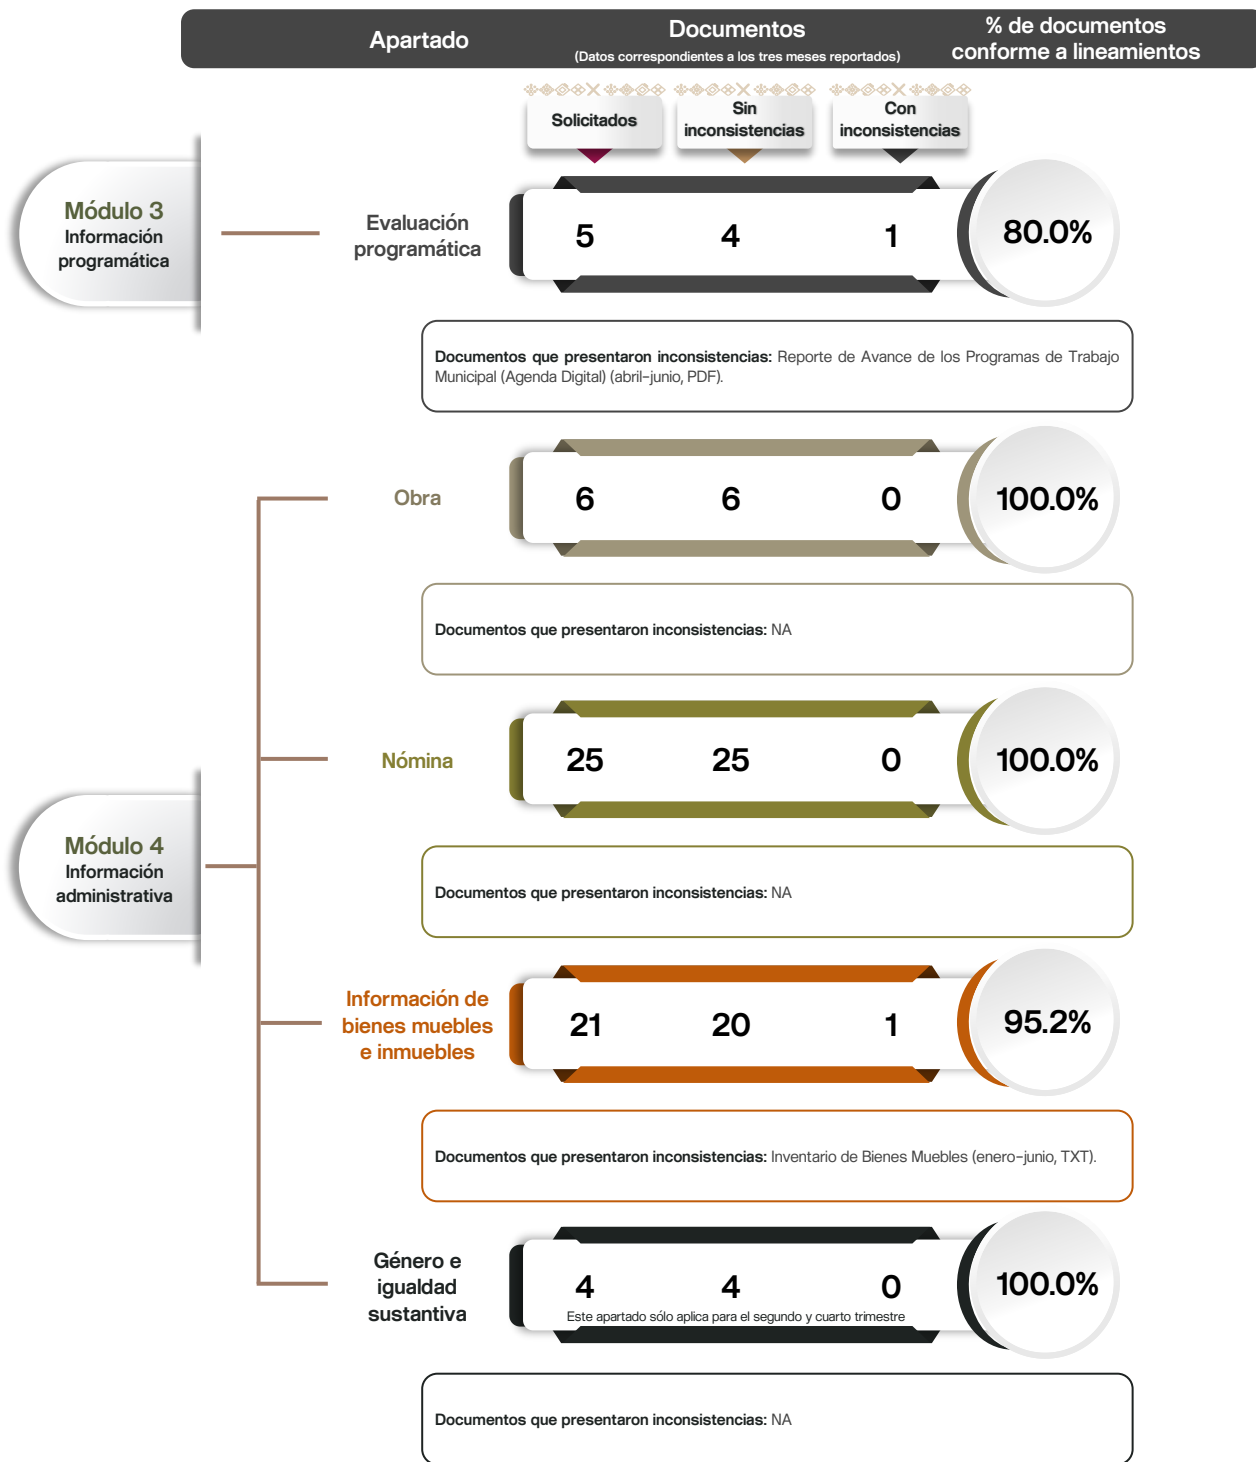 Apartado
Documentos
(Datos correspondientes a los tres meses reportados)
% de documentos
conforme a lineamientos
Solicitados
Sin
inconsistencias
Con
inconsistencias
Módulo 3
Información
programática
Evaluación
programática
5 4 1 80.0%
Documentos que presentaron inconsistencias: Reporte de Avance de los Programas de Trabajo
Municipal (Agenda Digital) (abril-junio, PDF).
Módulo 4
Información
administrativa
Obra
6 6 0 100.0%
Documentos que presentaron inconsistencias: NA
Nómina
25 25 0 100.0%
Documentos que presentaron inconsistencias: NA
Información de
bienes muebles
e inmuebles
21 20 1 95.2%
Documentos que presentaron inconsistencias: Inventario de Bienes Muebles (enero-junio, TXT).
Género e
igualdad
sustantiva
4 4 0 100.0%
Este apartado sólo aplica para el segundo y cuarto trimestre
Documentos que presentaron inconsistencias: NA